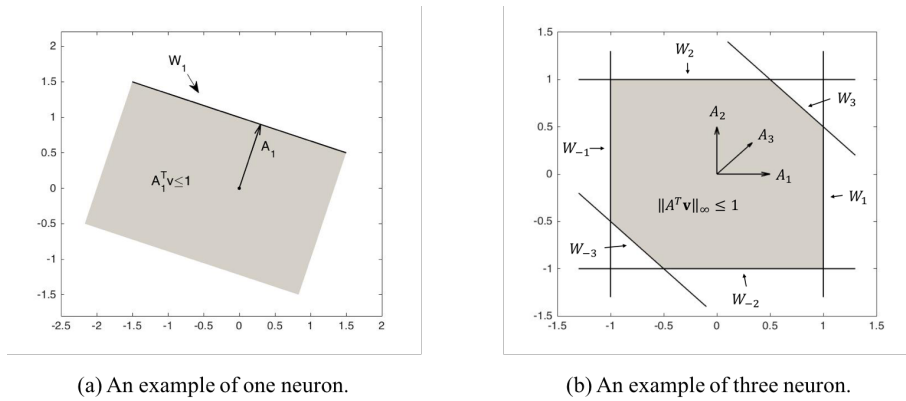 2
1.5
1
0.5
0
-0.5
-1
-1.5
-2.5 -2 -1.5 -1 -0.5 0 0.5 1 1.5 2
W₁
A₁
A₁ᵀv≤1
1.5
1
0.5
0
-0.5
-1
-1.5
-1.5 -1 -0.5 0 0.5 1 1.5
W₂
W₃
A₂
A₃
W₋₁
A₁
W₁
‖Aᵀ𝐯‖∞ ≤ 1
W₋₃
W₋₂
(a) An example of one neuron.
(b) An example of three neuron.